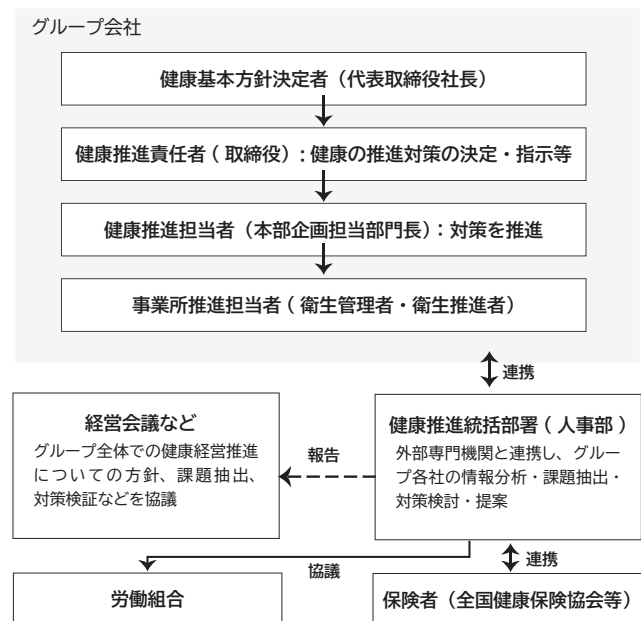 グループ会社
健康基本方針決定者（代表取締役社長）
健康推進責任者（取締役）：健康の推進対策の決定・指示等
健康推進担当者（本部企画担当部門長）：対策を推進
事業所推進担当者（衛生管理者・衛生推進者）
連携
経営会議など
グループ全体での健康経営推進
についての方針、課題抽出、
対策検証などを協議
報告
健康推進統括部署（人事部）
外部専門機関と連携し、グルー
プ各社の情報分析・課題抽出・
対策検討・提案
協議
連携
労働組合
保険者（全国健康保険協会等）